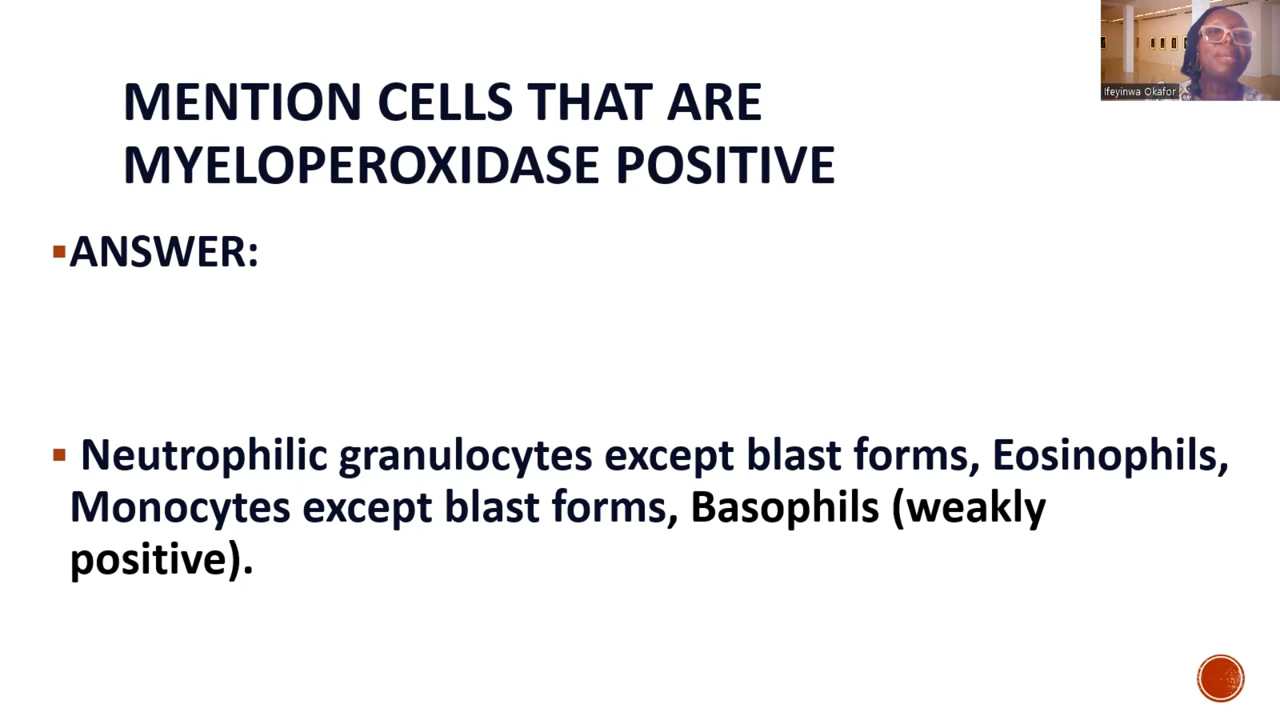 Ifeyinwa Okafor
MENTION CELLS THAT ARE
MYELOPEROXIDASE POSITIVE
▪ANSWER:
▪ Neutrophilic granulocytes except blast forms, Eosinophils,
Monocytes except blast forms, Basophils (weakly
positive).